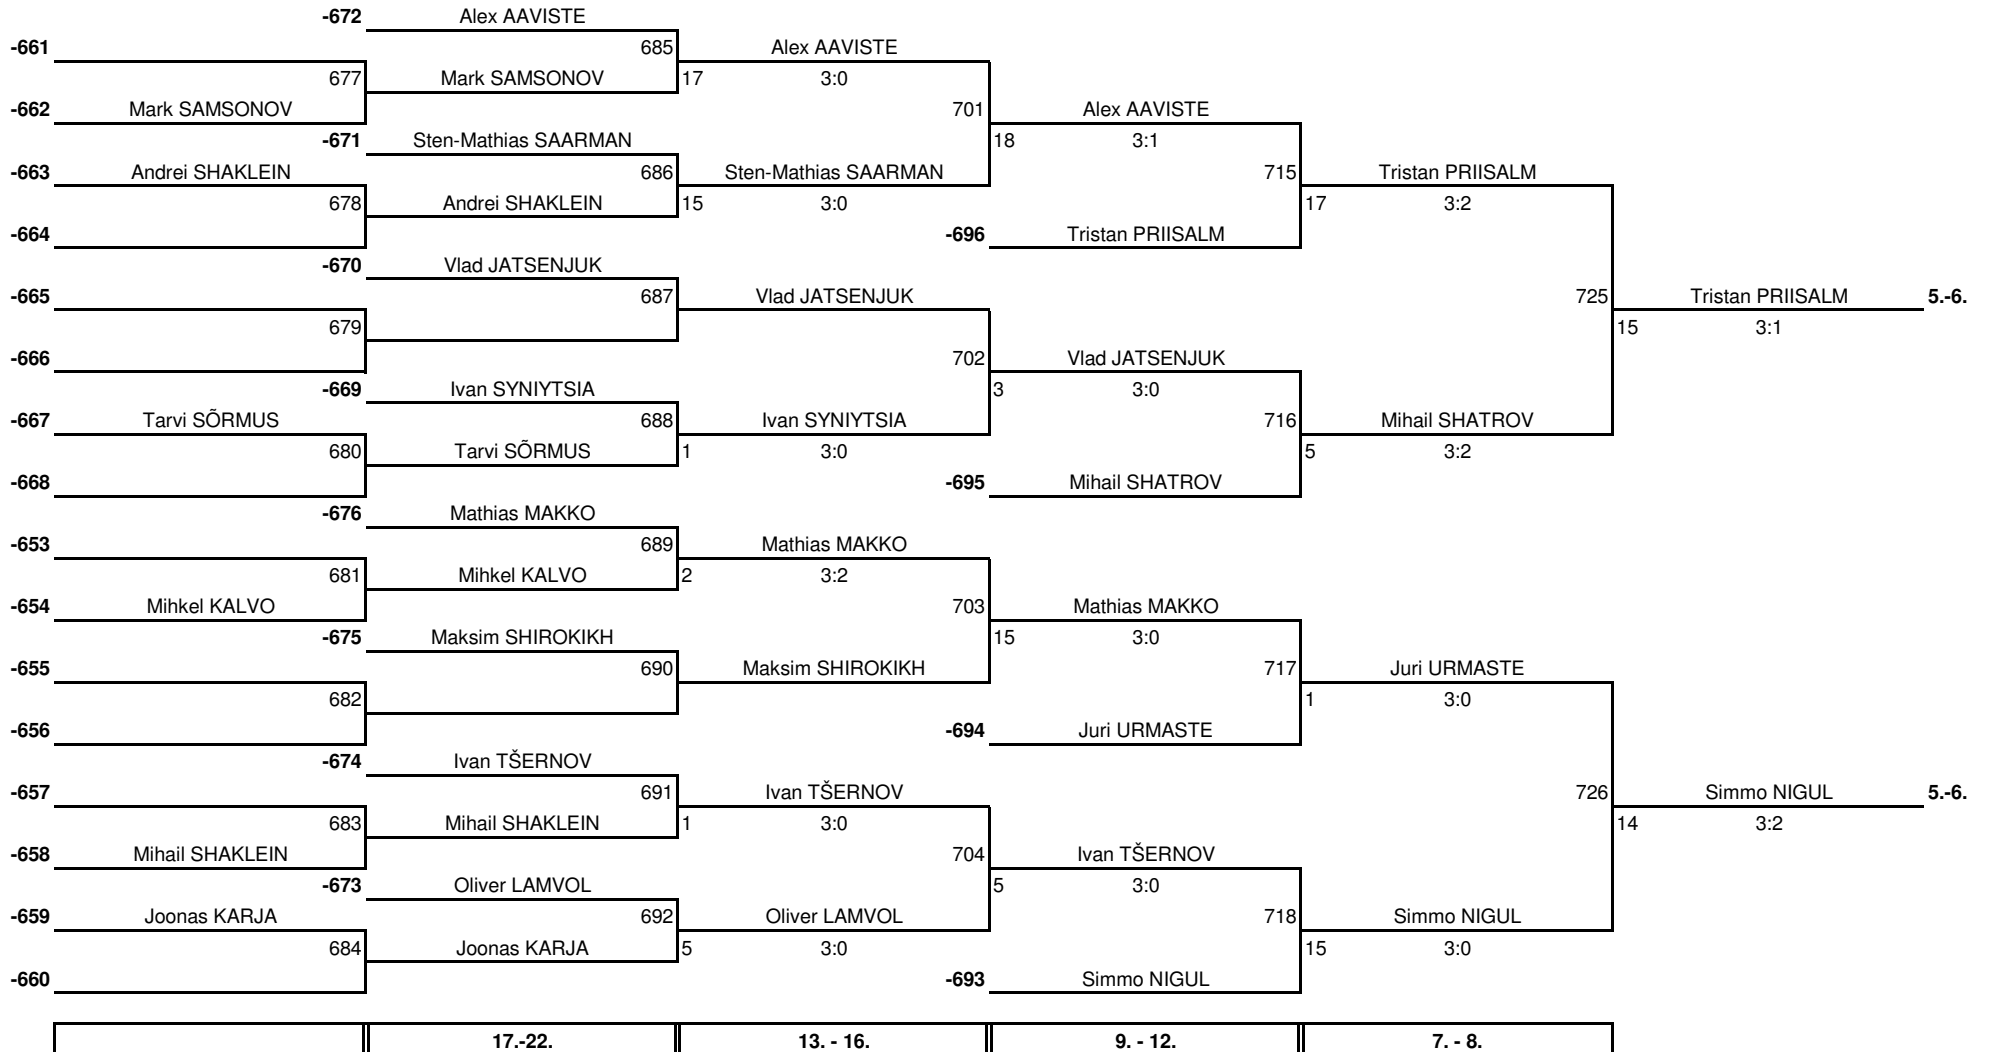 -672 Alex AAVISTE
-661 685 Alex AAVISTE
677 Mark SAMSONOV 17 3:0
-662 Mark SAMSONOV 701 Alex AAVISTE
-671 Sten-Mathias SAARMAN 18 3:1
-663 Andrei SHAKLEIN 686 Sten-Mathias SAARMAN 715 Tristan PRIISALM
678 Andrei SHAKLEIN 15 3:0 17 3:2
-664 -696 Tristan PRIISALM
-670 Vlad JATSENJUK
-665 687 Vlad JATSENJUK 725 Tristan PRIISALM 5.-6.
679 15 3:1
-666 702 Vlad JATSENJUK
-669 Ivan SYNIYTSIA 3 3:0
-667 Tarvi SÕRMUS 688 Ivan SYNIYTSIA 716 Mihail SHATROV
680 Tarvi SÕRMUS 1 3:0 5 3:2
-668 -695 Mihail SHATROV
-676 Mathias MAKKO
-653 689 Mathias MAKKO
681 Mihkel KALVO 2 3:2
-654 Mihkel KALVO 703 Mathias MAKKO
-675 Maksim SHIROKIKH 15 3:0
-655 690 Maksim SHIROKIKH 717 Juri URMASTE
682 1 3:0
-656 -694 Juri URMASTE
-674 Ivan TŠERNOV
-657 691 Ivan TŠERNOV 726 Simmo NIGUL 5.-6.
683 Mihail SHAKLEIN 1 3:0 14 3:2
-658 Mihail SHAKLEIN 704 Ivan TŠERNOV
-673 Oliver LAMVOL 5 3:0
-659 Joonas KARJA 692 Oliver LAMVOL 718 Simmo NIGUL
684 Joonas KARJA 5 3:0 15 3:0
-660 -693 Simmo NIGUL
17.-22. 13. - 16. 9. - 12. 7. - 8.